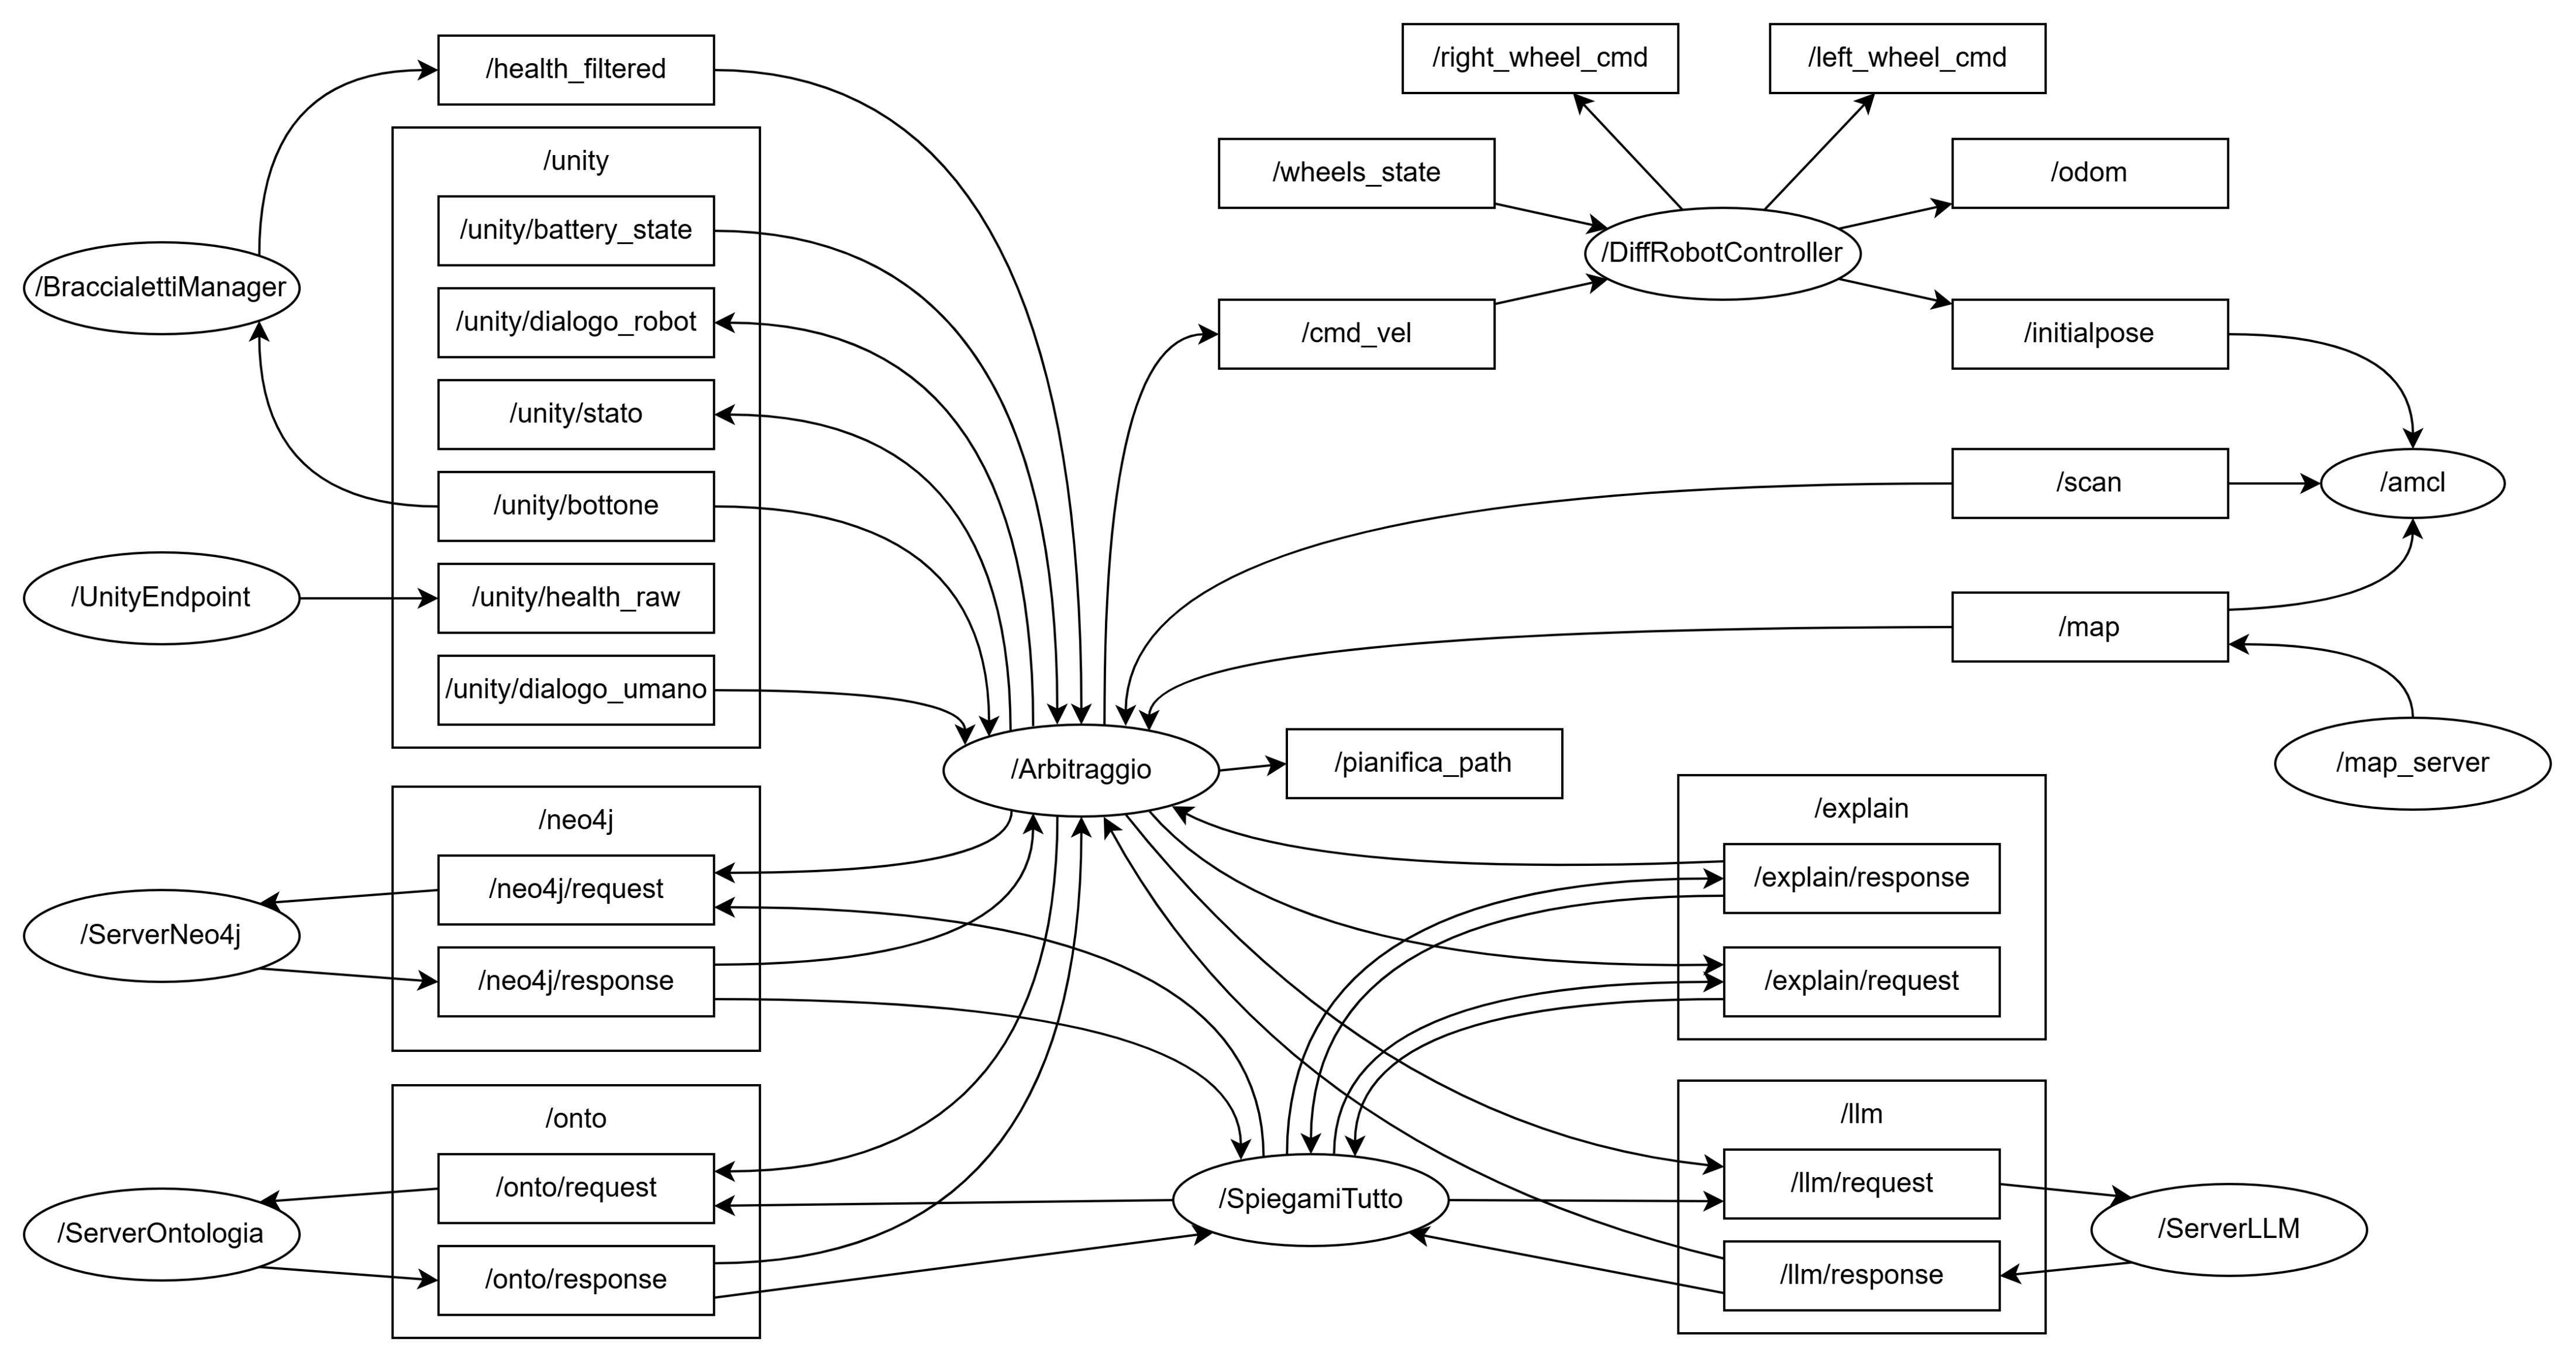 /health_filtered
/unity
/unity/battery_state
/unity/dialogo_robot
/unity/stato
/unity/bottone
/unity/health_raw
/unity/dialogo_umano
/BraccialettiManager
/UnityEndpoint
/right_wheel_cmd
/left_wheel_cmd
/wheels_state
/odom
/DiffRobotController
/cmd_vel
/initialpose
/scan
/amcl
/map
/map_server
/Arbitraggio
/pianifica_path
/neo4j
/neo4j/request
/neo4j/response
/ServerNeo4j
/explain
/explain/response
/explain/request
/onto
/onto/request
/onto/response
/ServerOntologia
/SpiegamiTutto
/llm
/llm/request
/llm/response
/ServerLLM